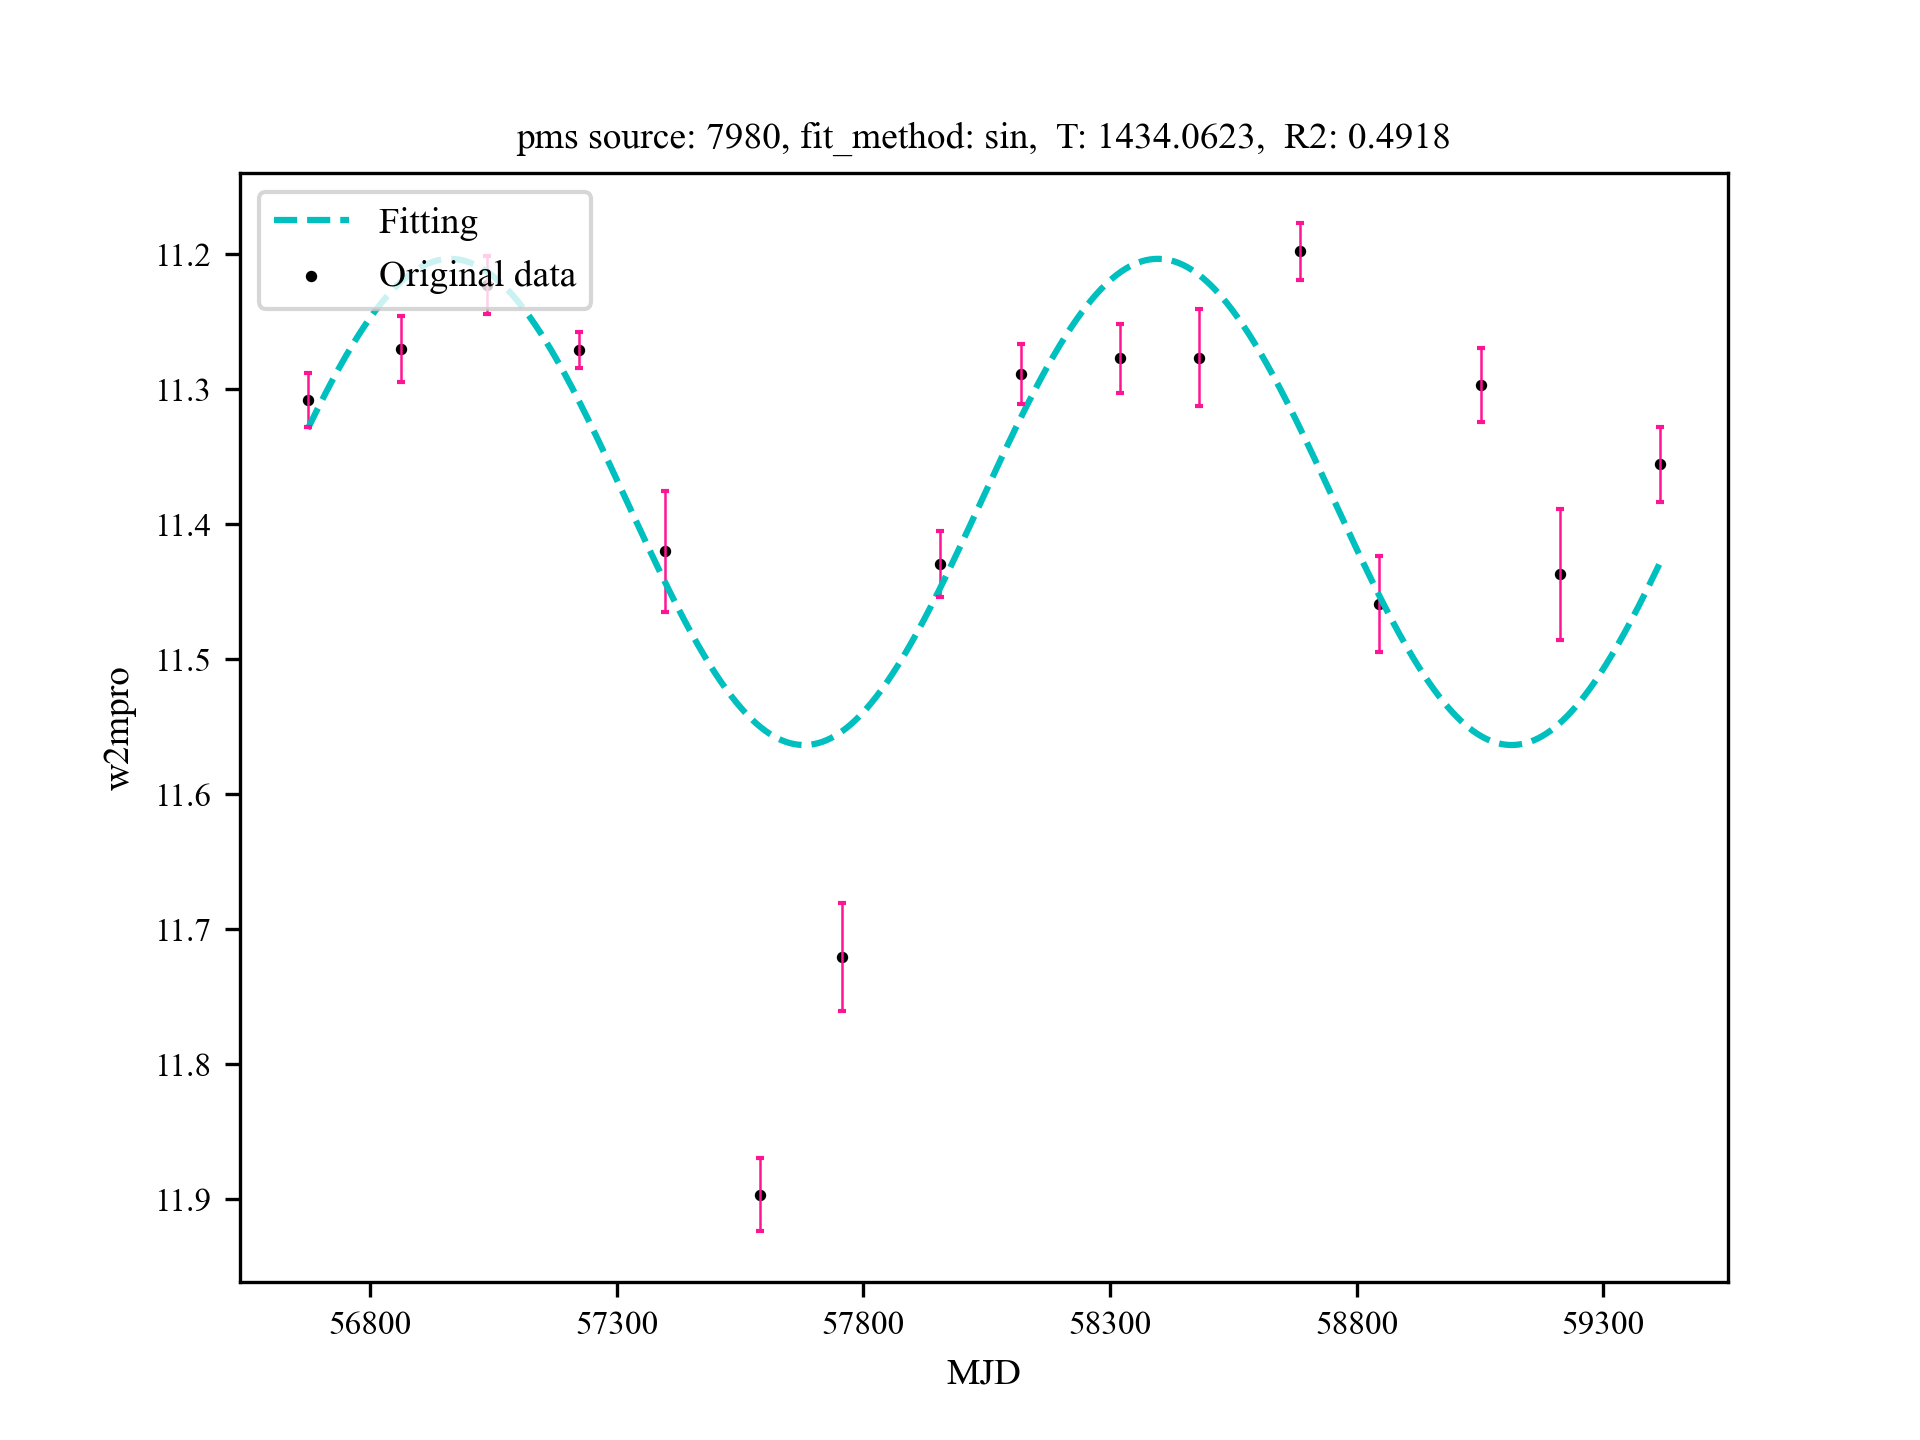 pms source: 7980, fit_method: sin,  T: 1434.0623,  R2: 0.4918
Fitting
Original data
11.2
11.3
11.4
11.5
11.6
11.7
11.8
11.9
w2mpro
56800 57300 57800 58300 58800 59300
MJD